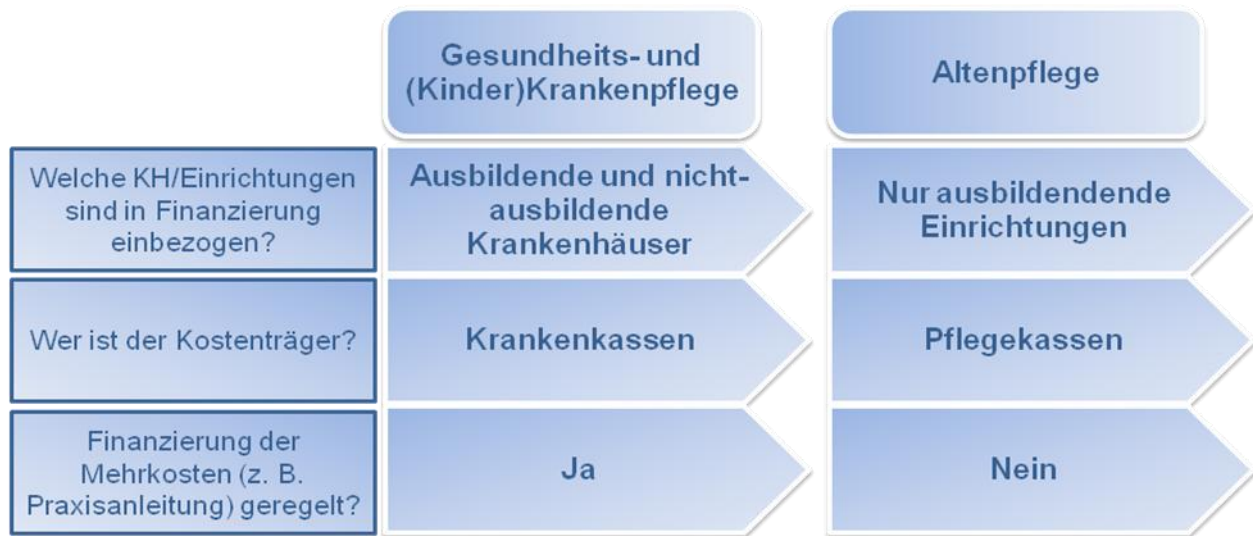 Gesundheits- und
(Kinder)Krankenpflege
Altenpflege
Welche KH/Einrichtungen
sind in Finanzierung
einbezogen?
Ausbildende und nicht-
ausbildende
Krankenhäuser
Nur ausbildendende
Einrichtungen
Wer ist der Kostenträger?
Krankenkassen
Pflegekassen
Finanzierung der
Mehrkosten (z. B.
Praxisanleitung) geregelt?
Ja
Nein